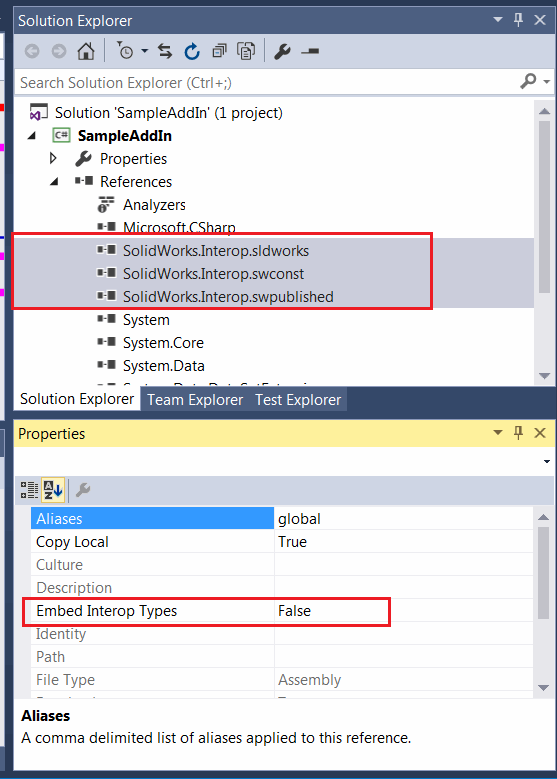 Solution Explorer
Search Solution Explorer (Ctrl+;)
Solution 'SampleAddIn' (1 project)
C# SampleAddIn
Properties
References
Analyzers
Microsoft.CSharp
SolidWorks.Interop.sldworks
SolidWorks.Interop.swconst
SolidWorks.Interop.swpublished
System
System.Core
System.Data
Solution Explorer Team Explorer Test Explorer
Properties
Aliases global
Copy Local True
Culture
Description
Embed Interop Types False
Identity
Path
File Type Assembly
Aliases
A comma delimited list of aliases applied to this reference.